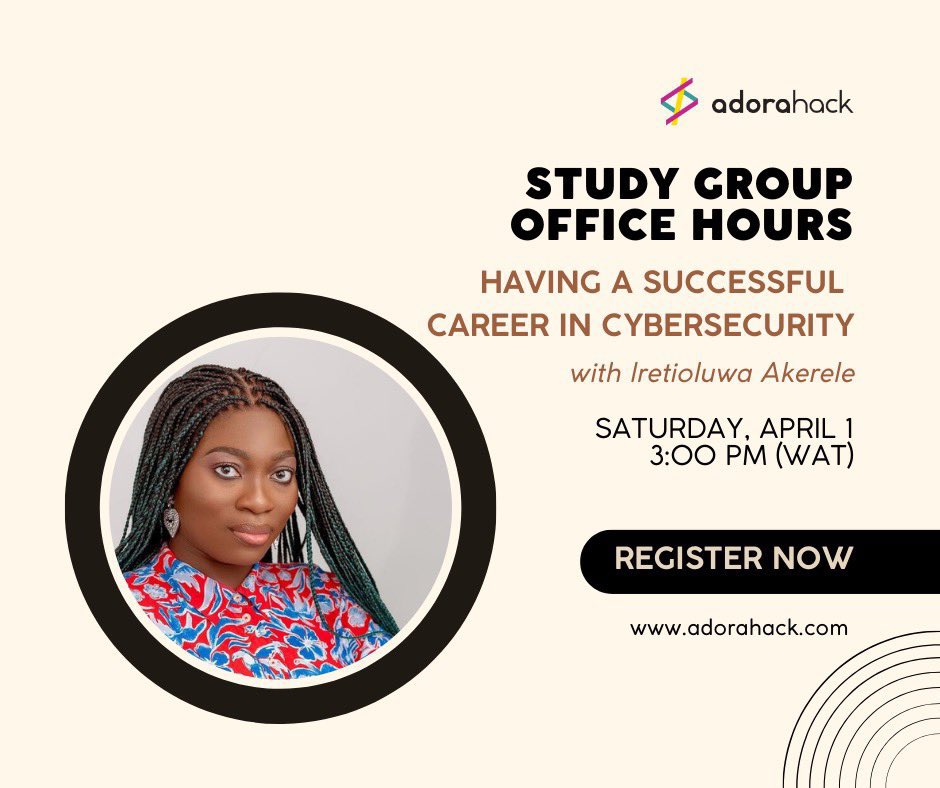 adorahack
STUDY GROUP
OFFICE HOURS
HAVING A SUCCESSFUL
CAREER IN CYBERSECURITY
with Iretioluwa Akerele
SATURDAY, APRIL 1
3:00 PM (WAT)
REGISTER NOW
www.adorahack.com